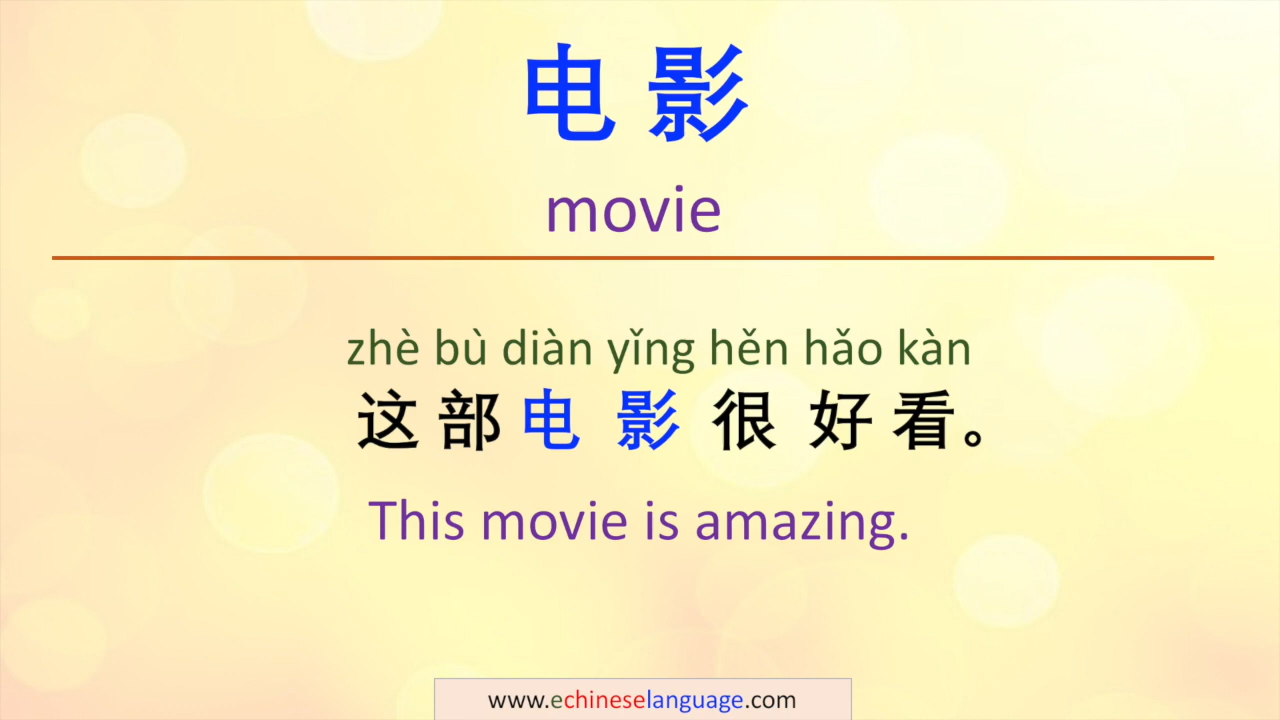 电影
movie
zhè bù diàn yǐng hěn hǎo kàn
这部电影很好看。
This movie is amazing.
www.echineselanguage.com